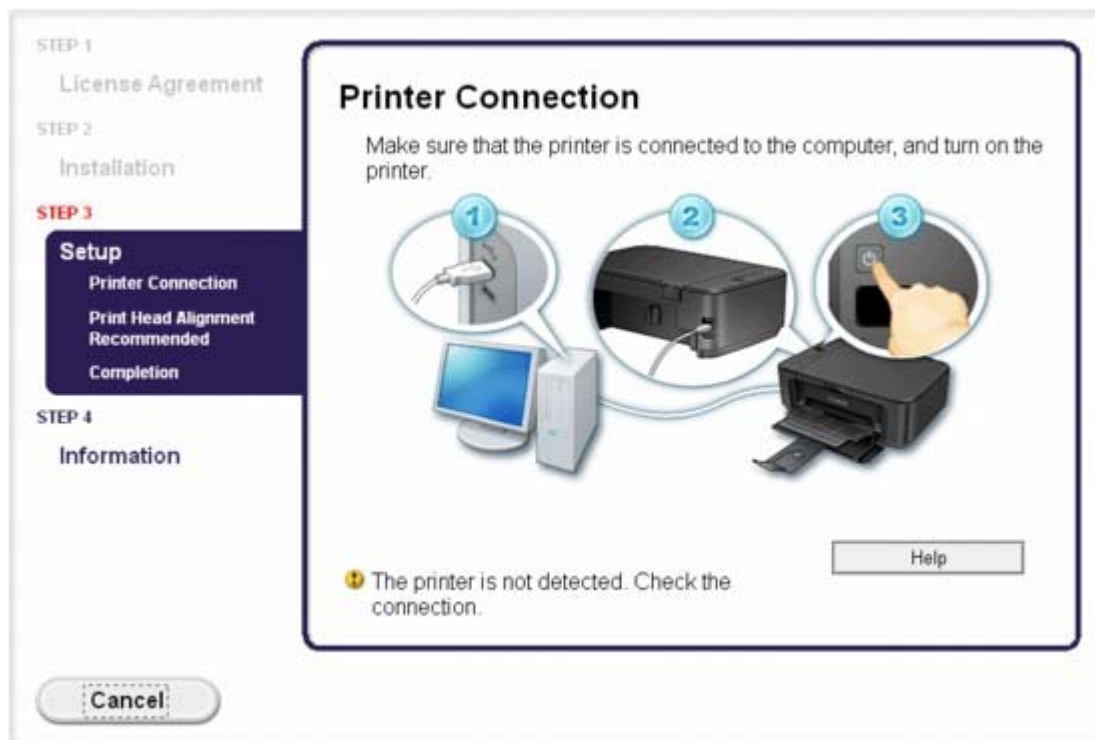 STEP 1
License Agreement
STEP 2
Installation
STEP 3
Setup
Printer Connection
Print Head Alignment
Recommended
Completion
STEP 4
Information
Printer Connection
Make sure that the printer is connected to the computer, and turn on the
printer.
1
2
3
Help
The printer is not detected. Check the
connection.
Cancel